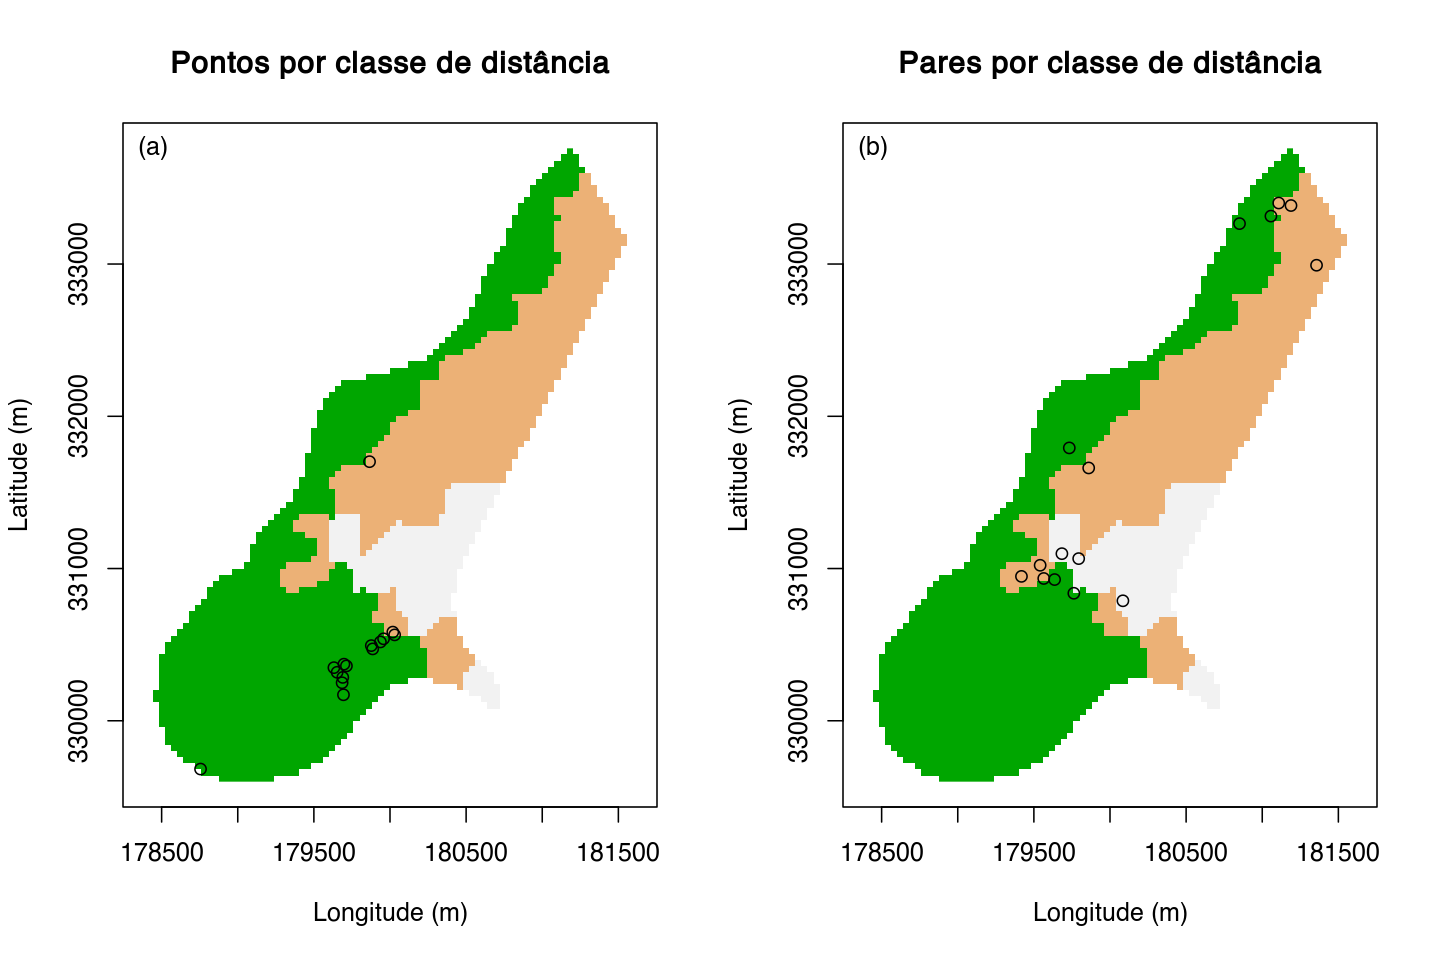 Pontos por classe de distância
(a)
Latitude (m)
333000
332000
331000
330000
178500 179500 180500 181500
Longitude (m)
Pares por classe de distância
(b)
Latitude (m)
333000
332000
331000
330000
178500 179500 180500 181500
Longitude (m)